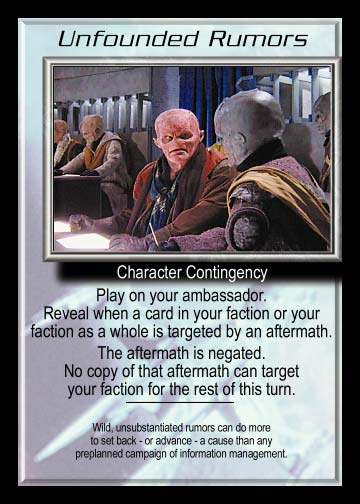 Unfounded Rumors
Character Contingency
Play on your ambassador.
Reveal when a card in your faction or your
faction as a whole is targeted by an aftermath.
The aftermath is negated.
No copy of that aftermath can target
your faction for the rest of this turn.
Wild, unsubstantiated rumors can do more
to set back - or advance - a cause than any
preplanned campaign of information management.